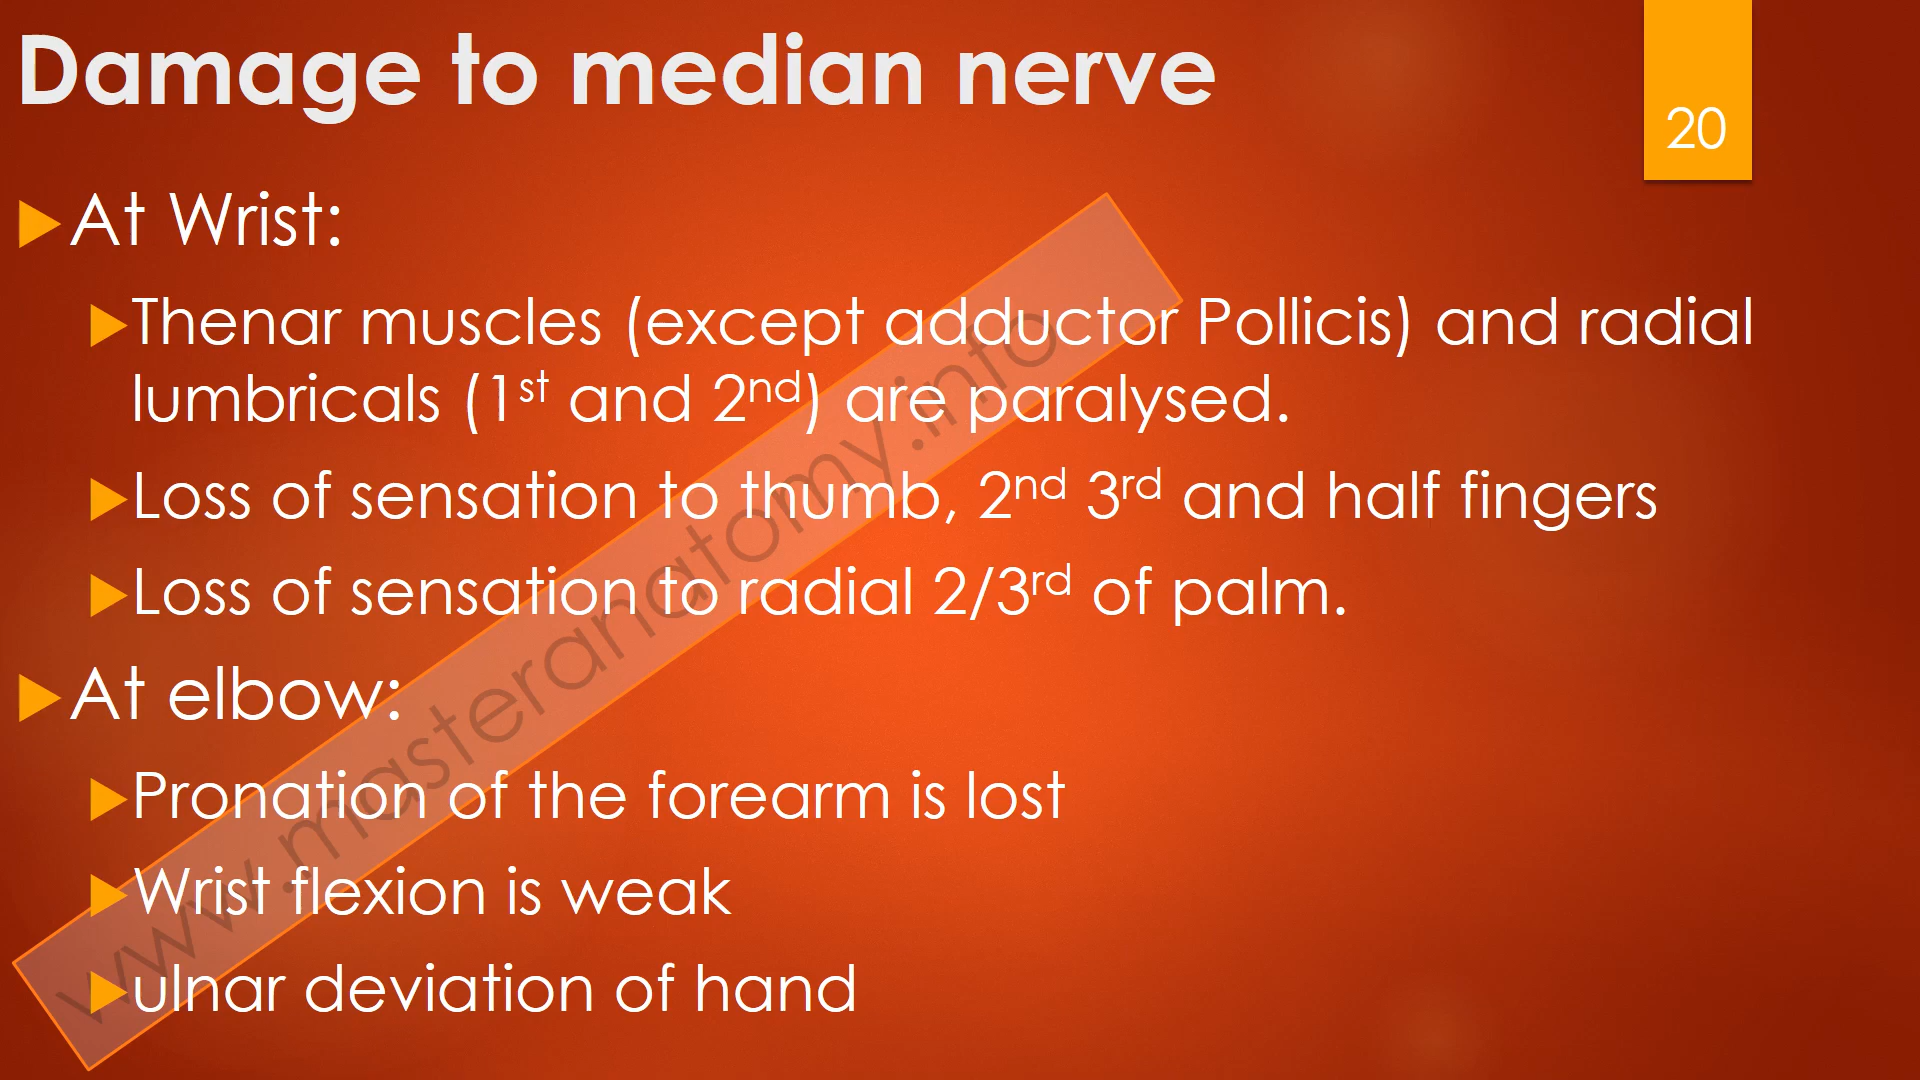 Damage to median nerve
20
At Wrist:
Thenar muscles (except adductor Pollicis) and radial
lumbricals (1st and 2nd) are paralysed.
Loss of sensation to thumb, 2nd 3rd and half fingers
Loss of sensation to radial 2/3rd of palm.
At elbow:
Pronation of the forearm is lost
Wrist flexion is weak
ulnar deviation of hand
www.masteranatomy.info